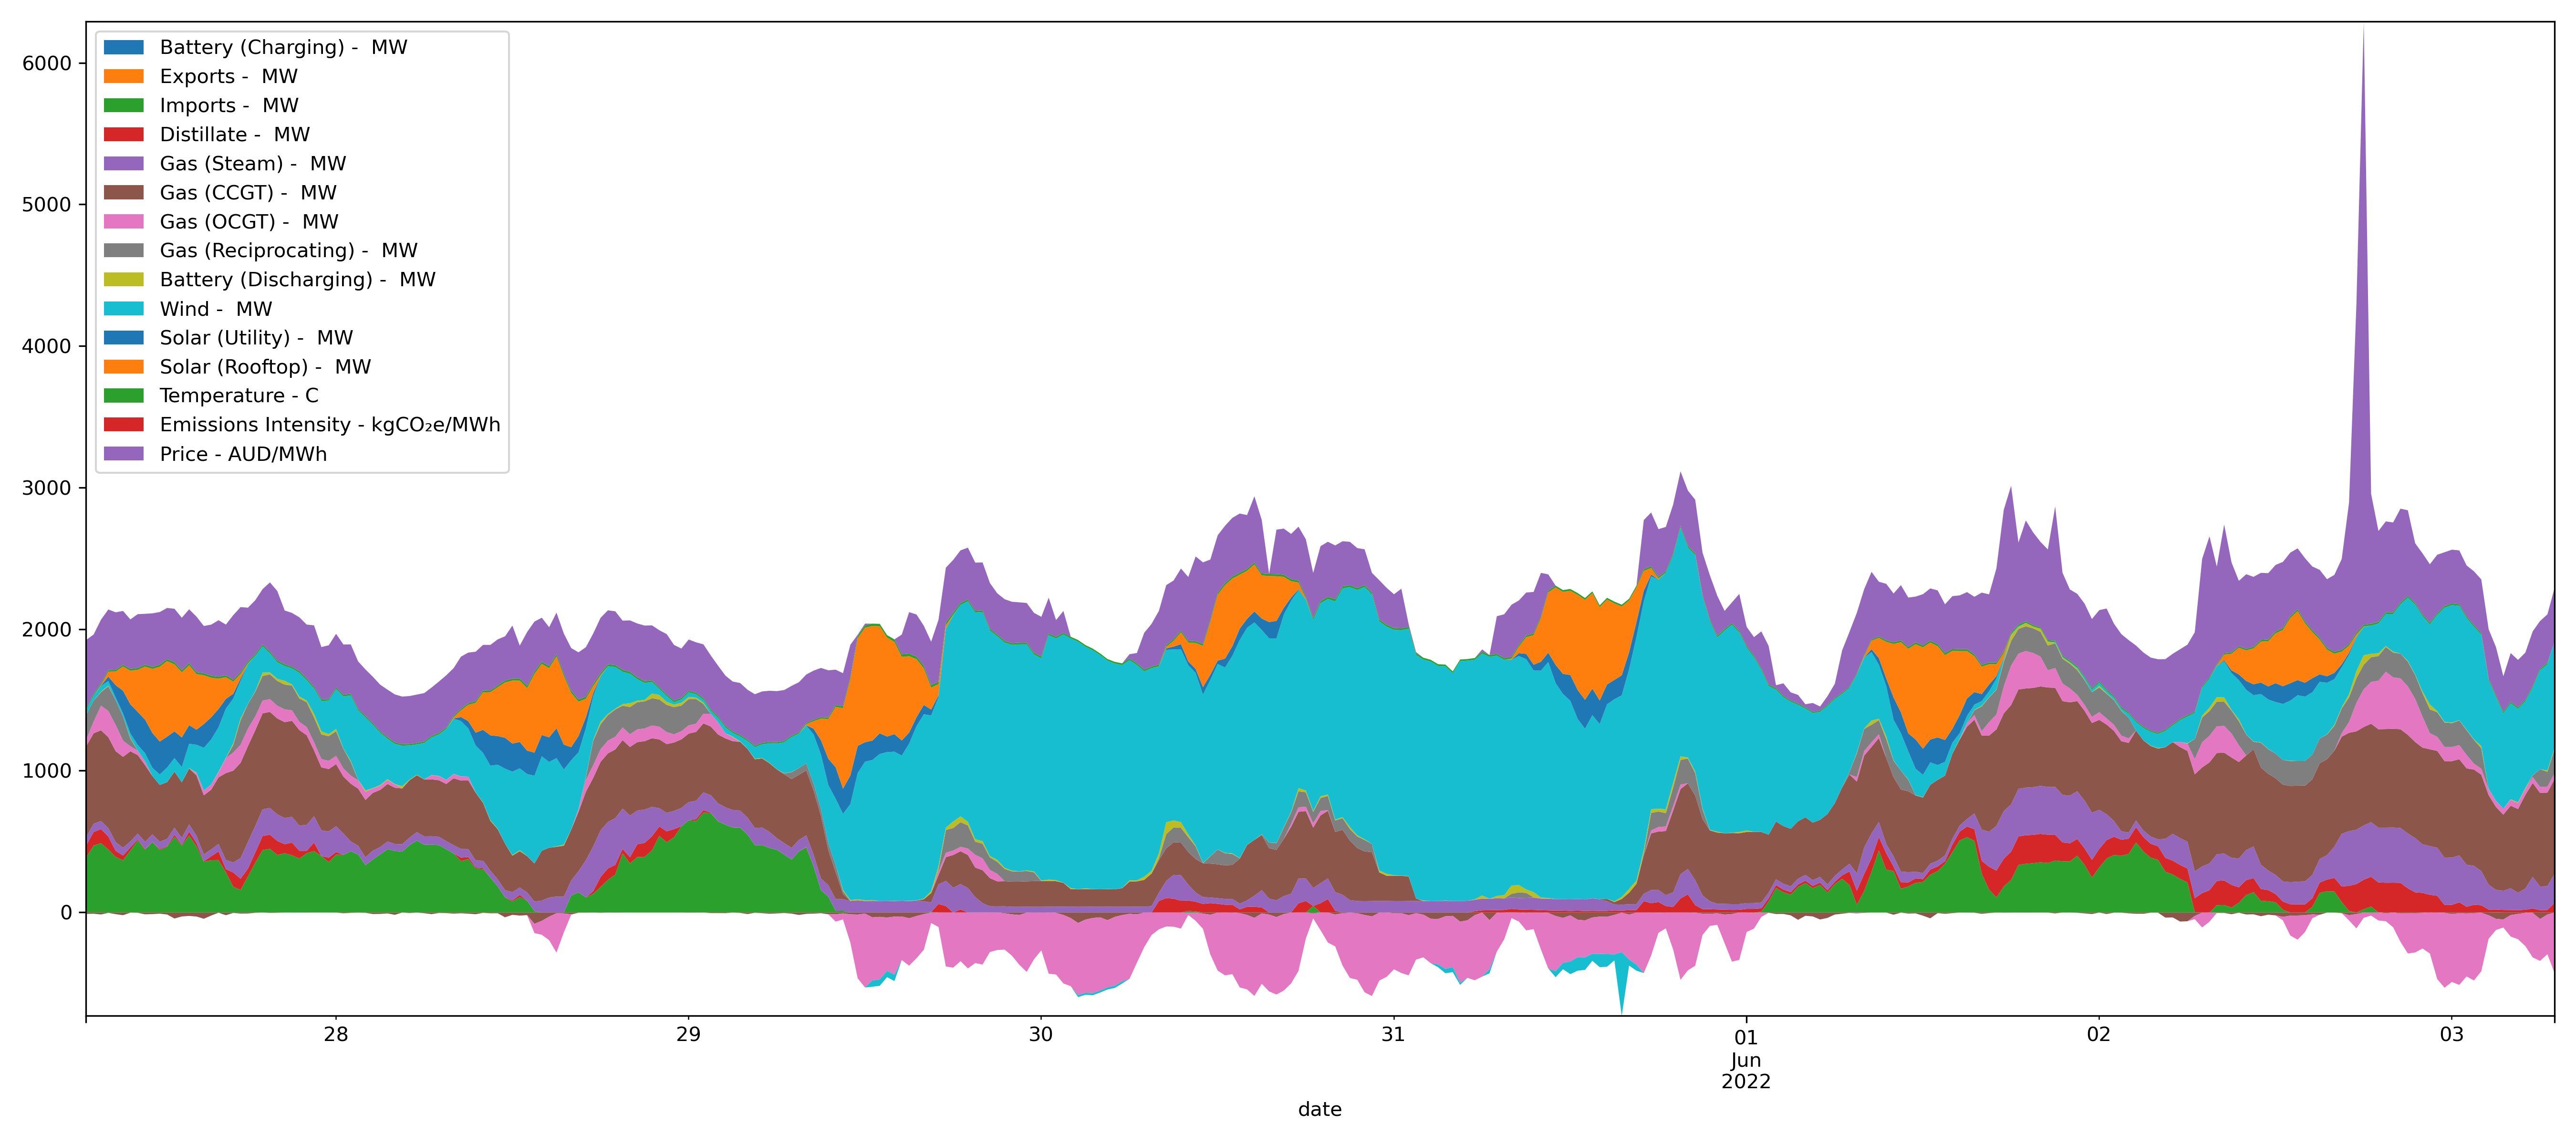 Battery (Charging) -  MW
Exports -  MW
Imports -  MW
Distillate -  MW
Gas (Steam) -  MW
Gas (CCGT) -  MW
Gas (OCGT) -  MW
Gas (Reciprocating) -  MW
Battery (Discharging) -  MW
Wind -  MW
Solar (Utility) -  MW
Solar (Rooftop) -  MW
Temperature - C
Emissions Intensity - kgCO₂e/MWh
Price - AUD/MWh
6000
5000
4000
3000
2000
1000
0
28 29 30 31 01 02 03
Jun
2022
date